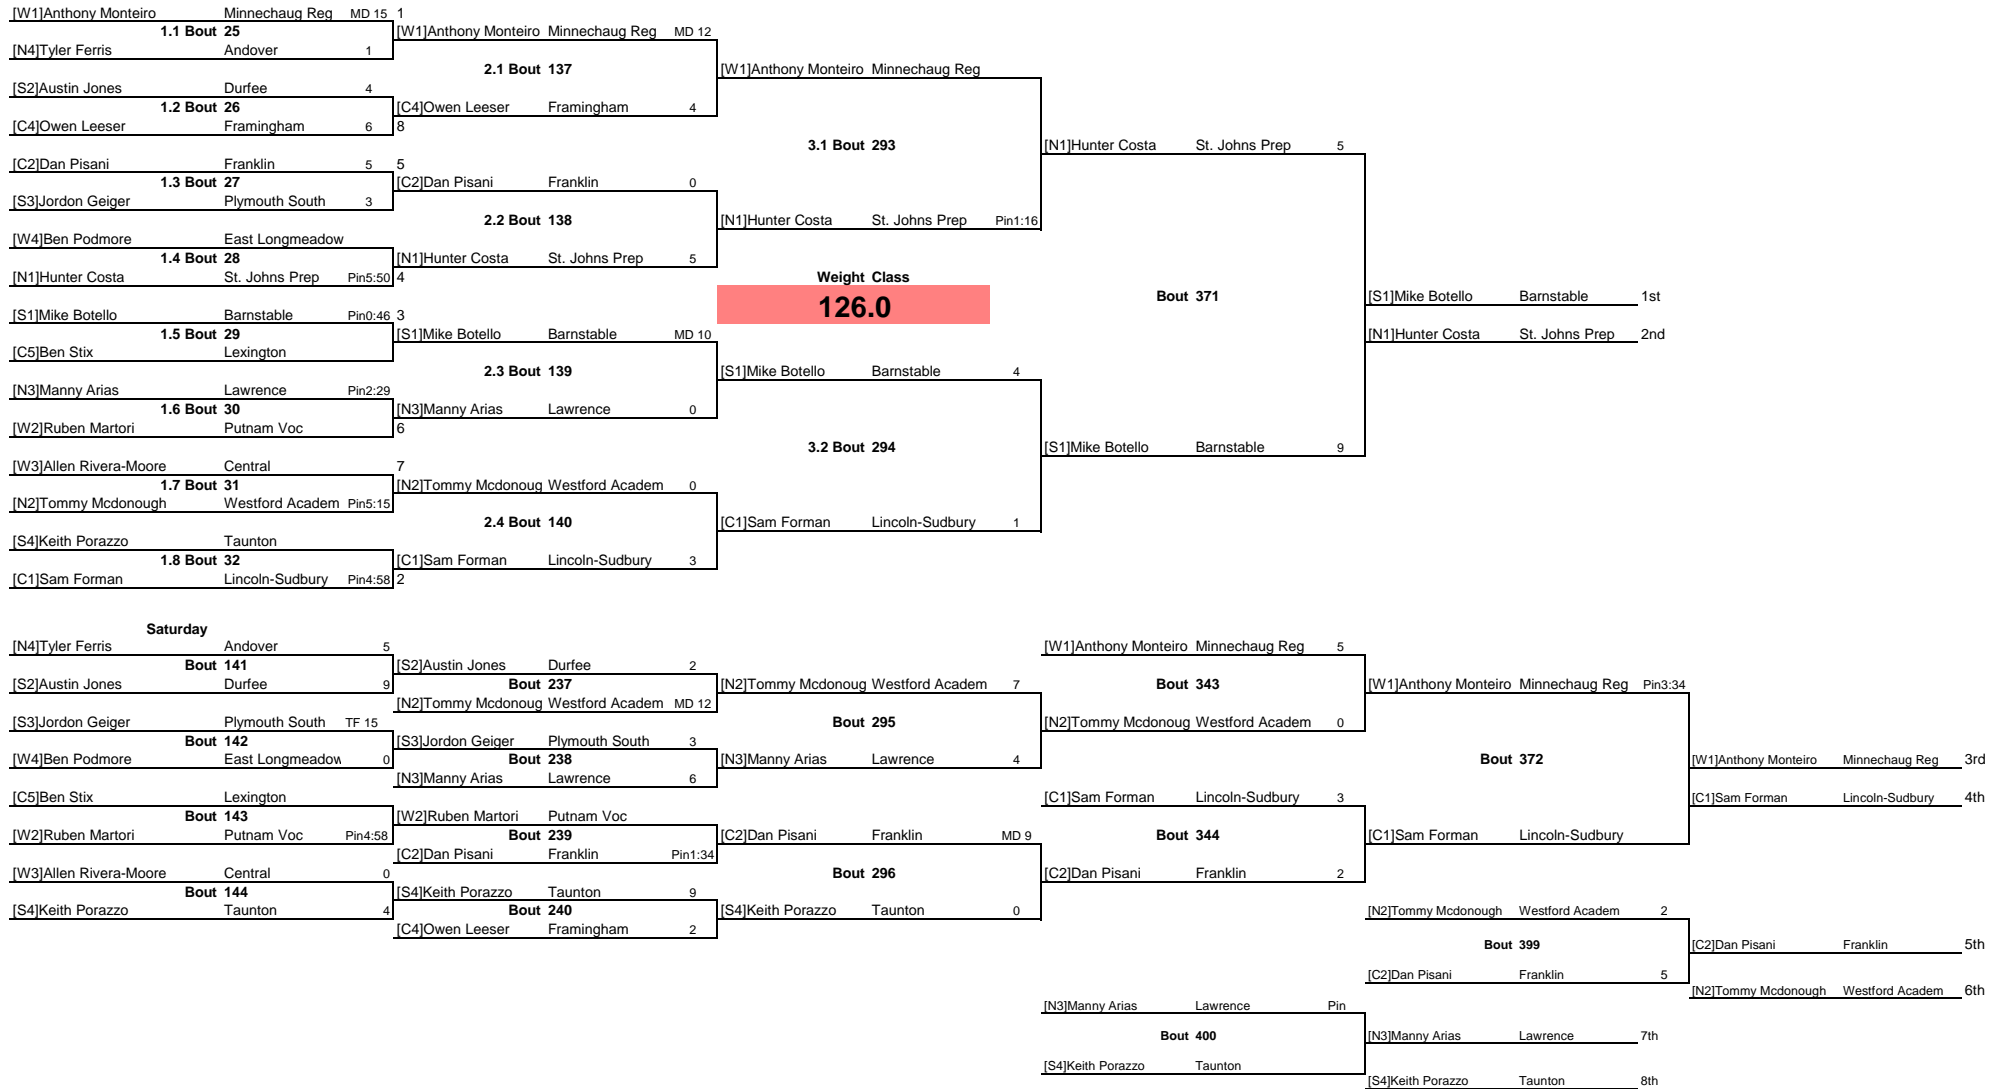 [W1]Anthony Monteiro Minnechaug Reg MD 15 1
1.1 Bout 25
[N4]Tyler Ferris Andover 1
[W1]Anthony Monteiro Minnechaug Reg MD 12
2.1 Bout 137
[S2]Austin Jones Durfee 4
1.2 Bout 26
[C4]Owen Leeser Framingham 6 8
[C4]Owen Leeser Framingham 4
[W1]Anthony Monteiro Minnechaug Reg
3.1 Bout 293
[C2]Dan Pisani Franklin 5 5
1.3 Bout 27
[S3]Jordon Geiger Plymouth South 3
[C2]Dan Pisani Franklin 0
2.2 Bout 138
[W4]Ben Podmore East Longmeadow
1.4 Bout 28
[N1]Hunter Costa St. Johns Prep Pin5:50 4
[N1]Hunter Costa St. Johns Prep 5
[N1]Hunter Costa St. Johns Prep Pin1:16
[N1]Hunter Costa St. Johns Prep 5
Weight Class
126.0
Bout 371
[S1]Mike Botello Barnstable 1st
[N1]Hunter Costa St. Johns Prep 2nd
[S1]Mike Botello Barnstable Pin0:46 3
1.5 Bout 29
[C5]Ben Stix Lexington
[S1]Mike Botello Barnstable MD 10
2.3 Bout 139
[N3]Manny Arias Lawrence Pin2:29
1.6 Bout 30
[W2]Ruben Martori Putnam Voc 6
[N3]Manny Arias Lawrence 0
[S1]Mike Botello Barnstable 4
3.2 Bout 294
[S1]Mike Botello Barnstable 9
[W3]Allen Rivera-Moore Central 7
1.7 Bout 31
[N2]Tommy Mcdonough Westford Academ Pin5:15
[N2]Tommy Mcdonoug Westford Academ 0
2.4 Bout 140
[C1]Sam Forman Lincoln-Sudbury 1
[S4]Keith Porazzo Taunton
1.8 Bout 32
[C1]Sam Forman Lincoln-Sudbury Pin4:58 2
[C1]Sam Forman Lincoln-Sudbury 3
Saturday
[N4]Tyler Ferris Andover 5
Bout 141
[S2]Austin Jones Durfee 9
[S2]Austin Jones Durfee 2
Bout 237
[N2]Tommy Mcdonoug Westford Academ MD 12
[S3]Jordon Geiger Plymouth South TF 15
Bout 142
[W4]Ben Podmore East Longmeadow 0
[S3]Jordon Geiger Plymouth South 3
Bout 238
[N3]Manny Arias Lawrence 6
[N2]Tommy Mcdonoug Westford Academ 7
Bout 295
[N3]Manny Arias Lawrence 4
[W1]Anthony Monteiro Minnechaug Reg 5
Bout 343
[N2]Tommy Mcdonoug Westford Academ 0
[W1]Anthony Monteiro Minnechaug Reg Pin3:34
Bout 372
[W1]Anthony Monteiro Minnechaug Reg 3rd
[C1]Sam Forman Lincoln-Sudbury 4th
[C5]Ben Stix Lexington
Bout 143
[W2]Ruben Martori Putnam Voc Pin4:58
[W2]Ruben Martori Putnam Voc
Bout 239
[C2]Dan Pisani Franklin Pin1:34
[W3]Allen Rivera-Moore Central 0
Bout 144
[S4]Keith Porazzo Taunton 4
[S4]Keith Porazzo Taunton 9
Bout 240
[C4]Owen Leeser Framingham 2
[C2]Dan Pisani Franklin MD 9
Bout 296
[S4]Keith Porazzo Taunton 0
[C1]Sam Forman Lincoln-Sudbury 3
Bout 344
[C2]Dan Pisani Franklin 2
[C1]Sam Forman Lincoln-Sudbury
[N2]Tommy Mcdonough Westford Academ 2
Bout 399
[C2]Dan Pisani Franklin 5
[C2]Dan Pisani Franklin 5th
[N2]Tommy Mcdonough Westford Academ 6th
[N3]Manny Arias Lawrence Pin
Bout 400
[S4]Keith Porazzo Taunton
[N3]Manny Arias Lawrence 7th
[S4]Keith Porazzo Taunton 8th